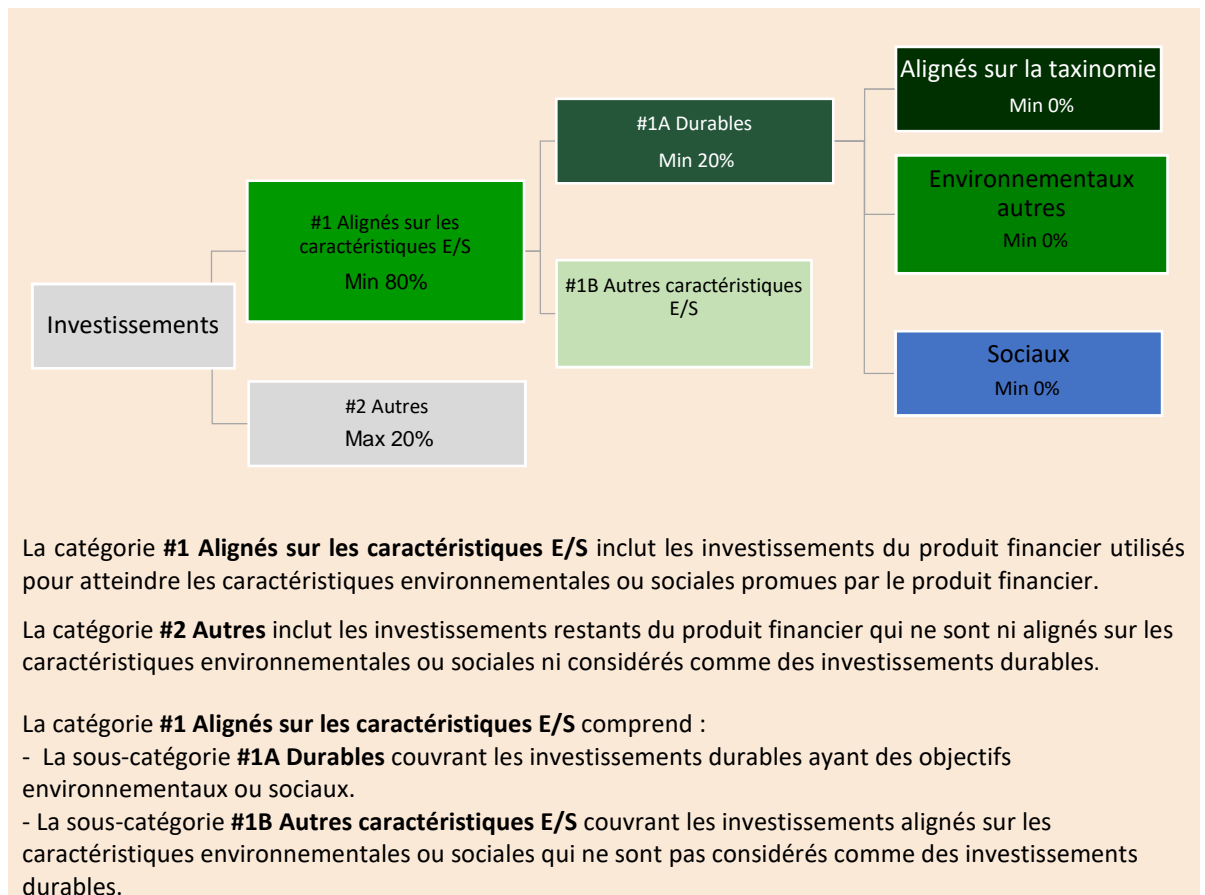 Investissements
#1 Alignés sur les
caractéristiques E/S
Min 80%
#2 Autres
Max 20%
#1A Durables
Min 20%
#1B Autres caractéristiques
E/S
Alignés sur la taxinomie
Min 0%
Environnementaux
autres
Min 0%
Sociaux
Min 0%
La catégorie #1 Alignés sur les caractéristiques E/S inclut les investissements du produit financier utilisés
pour atteindre les caractéristiques environnementales ou sociales promues par le produit financier.
La catégorie #2 Autres inclut les investissements restants du produit financier qui ne sont ni alignés sur les
caractéristiques environnementales ou sociales ni considérés comme des investissements durables.
La catégorie #1 Alignés sur les caractéristiques E/S comprend :
- La sous-catégorie #1A Durables couvrant les investissements durables ayant des objectifs
environnementaux ou sociaux.
- La sous-catégorie #1B Autres caractéristiques E/S couvrant les investissements alignés sur les
caractéristiques environnementales ou sociales qui ne sont pas considérés comme des investissements
durables.